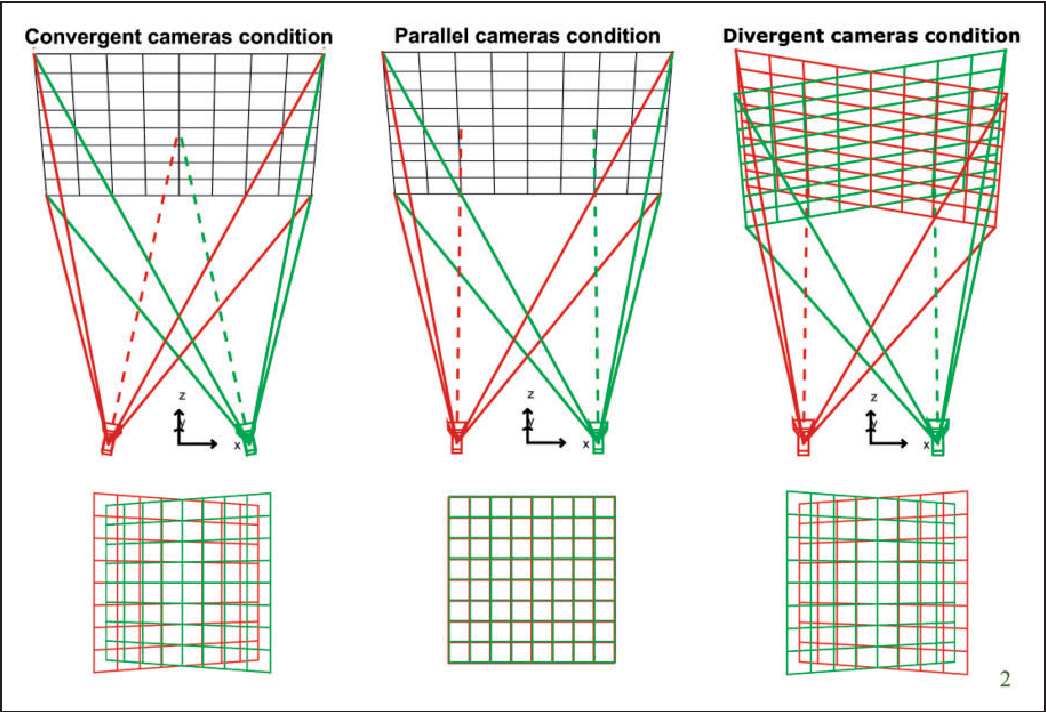 Convergent cameras condition
Parallel cameras condition
Divergent cameras condition
z
y
x
z
y
x
z
y
x
2